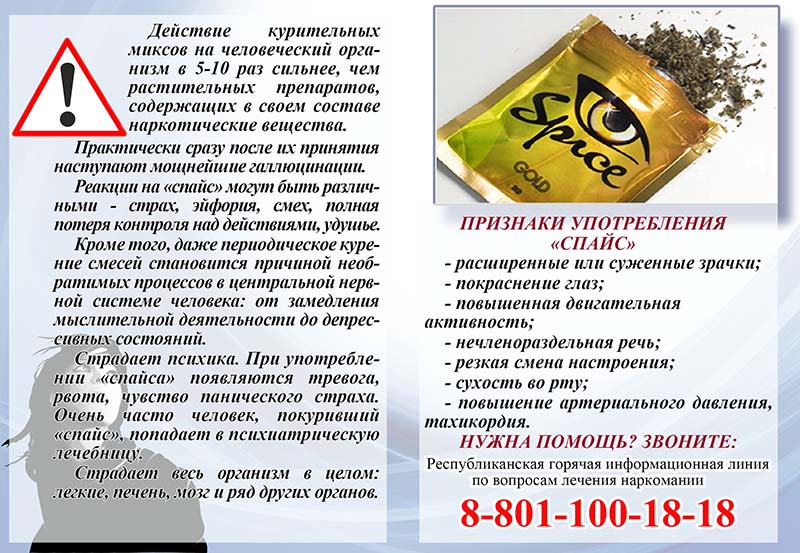 Действие курительных
миксов на человеческий орга-
низм в 5-10 раз сильнее, чем
растительных препаратов,
содержащих в своем составе
наркотические вещества.
Практически сразу после их принятия
наступают мощнейшие галлюцинации.
Реакции на «спайс» могут быть различ-
ными - страх, эйфория, смех, полная
потеря контроля над действиями, удушье.
Кроме того, даже периодическое куре-
ние смесей становится причиной необ-
ратимых процессов в центральной нерв-
ной системе человека: от замедления
мыслительной деятельности до депрес-
сивных состояний.
Страдает психика. При употребле-
нии «спайса» появляются тревога,
рвота, чувство панического страха.
Очень часто человек, покуривший
«спайс», попадает в психиатрическую
лечебницу.
Страдает весь организм в целом:
легкие, печень, мозг и ряд других органов.
Spice
GOLD
ПРИЗНАКИ УПОТРЕБЛЕНИЯ
«СПАЙС»
- расширенные или суженные зрачки;
- покраснение глаз;
- повышенная двигательная
активность;
- нечленораздельная речь;
- резкая смена настроения;
- сухость во рту;
- повышение артериального давления,
тахикордия.
НУЖНА ПОМОЩЬ? ЗВОНИТЕ:
Республиканская горячая информационная линия
по вопросам лечения наркомании
8-801-100-18-18